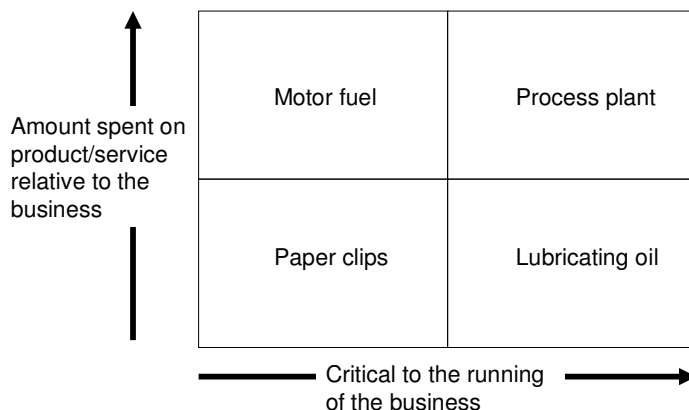 Motor fuel
Process plant
Amount spent on
product/service
relative to the
business
Paper clips
Lubricating oil
Critical to the running
of the business